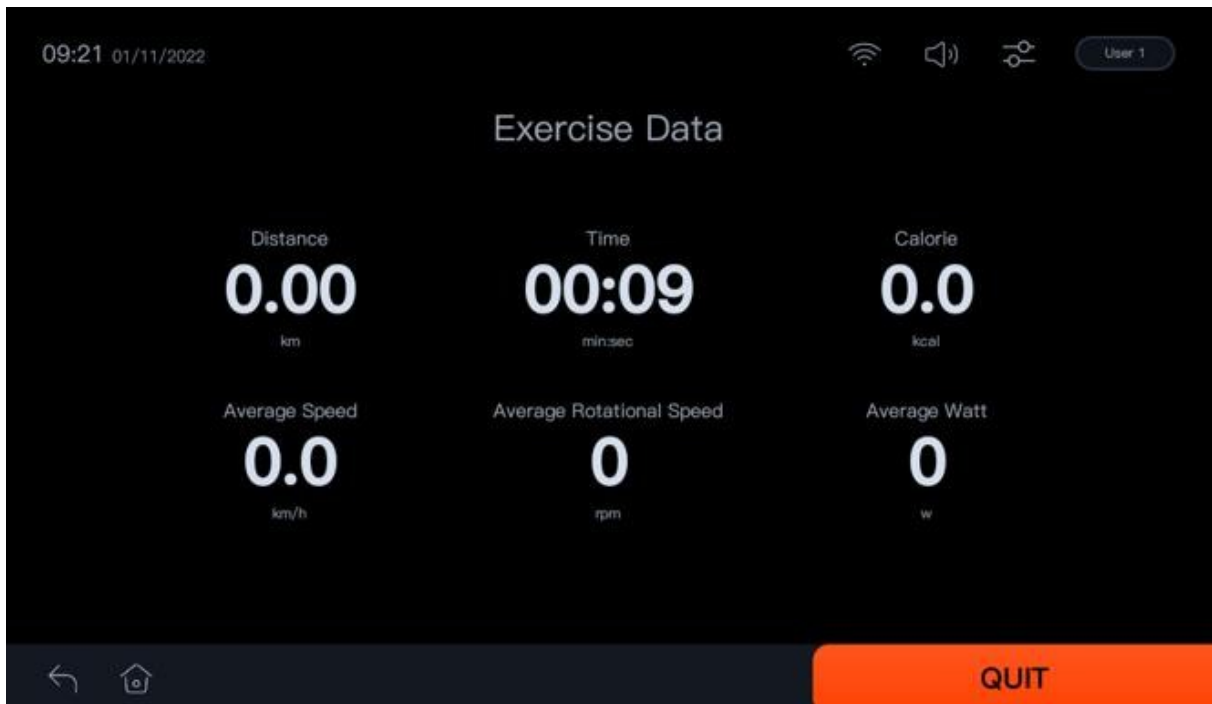 09:21 01/11/2022
User 1
Exercise Data
Distance
Time
Calorie
0.00
00:09
0.0
km
min:sec
kcal
Average Speed
Average Rotational Speed
Average Watt
0.0
0
0
km/h
rpm
w
QUIT